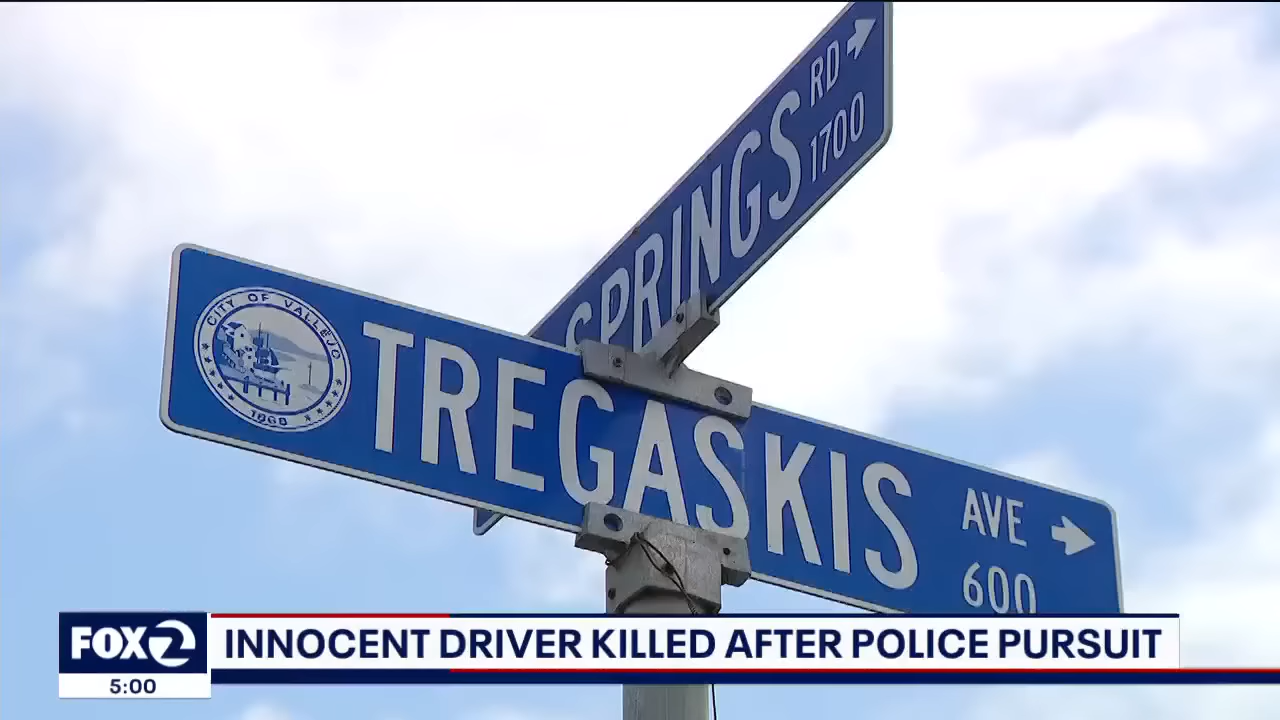 SPRINGS RD
1700
CITY OF VALLEJO
1868
TREGASKIS AVE
600
FOX 2
5:00
INNOCENT DRIVER KILLED AFTER POLICE PURSUIT